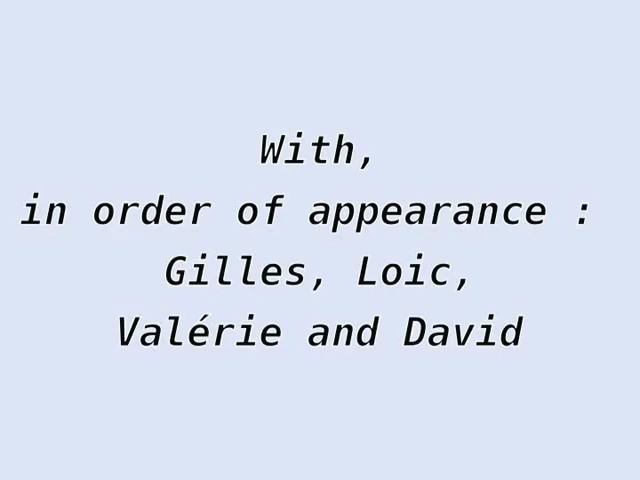 With,
in order of appearance :
Gilles, Loic,
Valérie and David